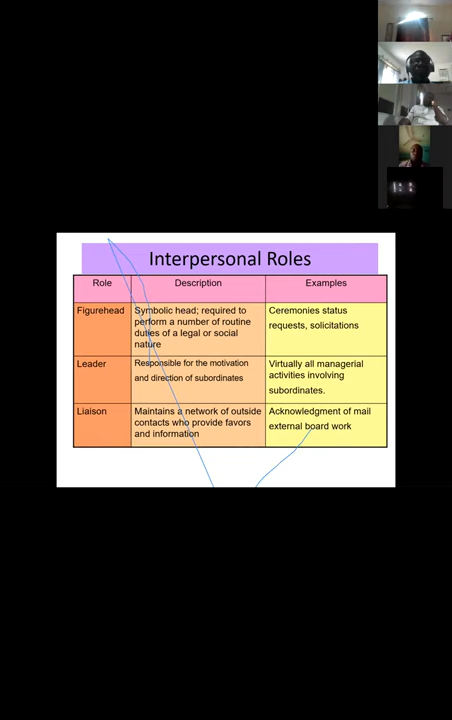 Interpersonal Roles
Role Description Examples
Figurehead
Symbolic head; required to
perform a number of routine
duties of a legal or social
nature
Ceremonies status
requests, solicitations
Leader
Responsible for the motivation
and direction of subordinates
Virtually all managerial
activities involving
subordinates.
Liaison
Maintains a network of outside
contacts who provide favors
and information
Acknowledgment of mail
external board work